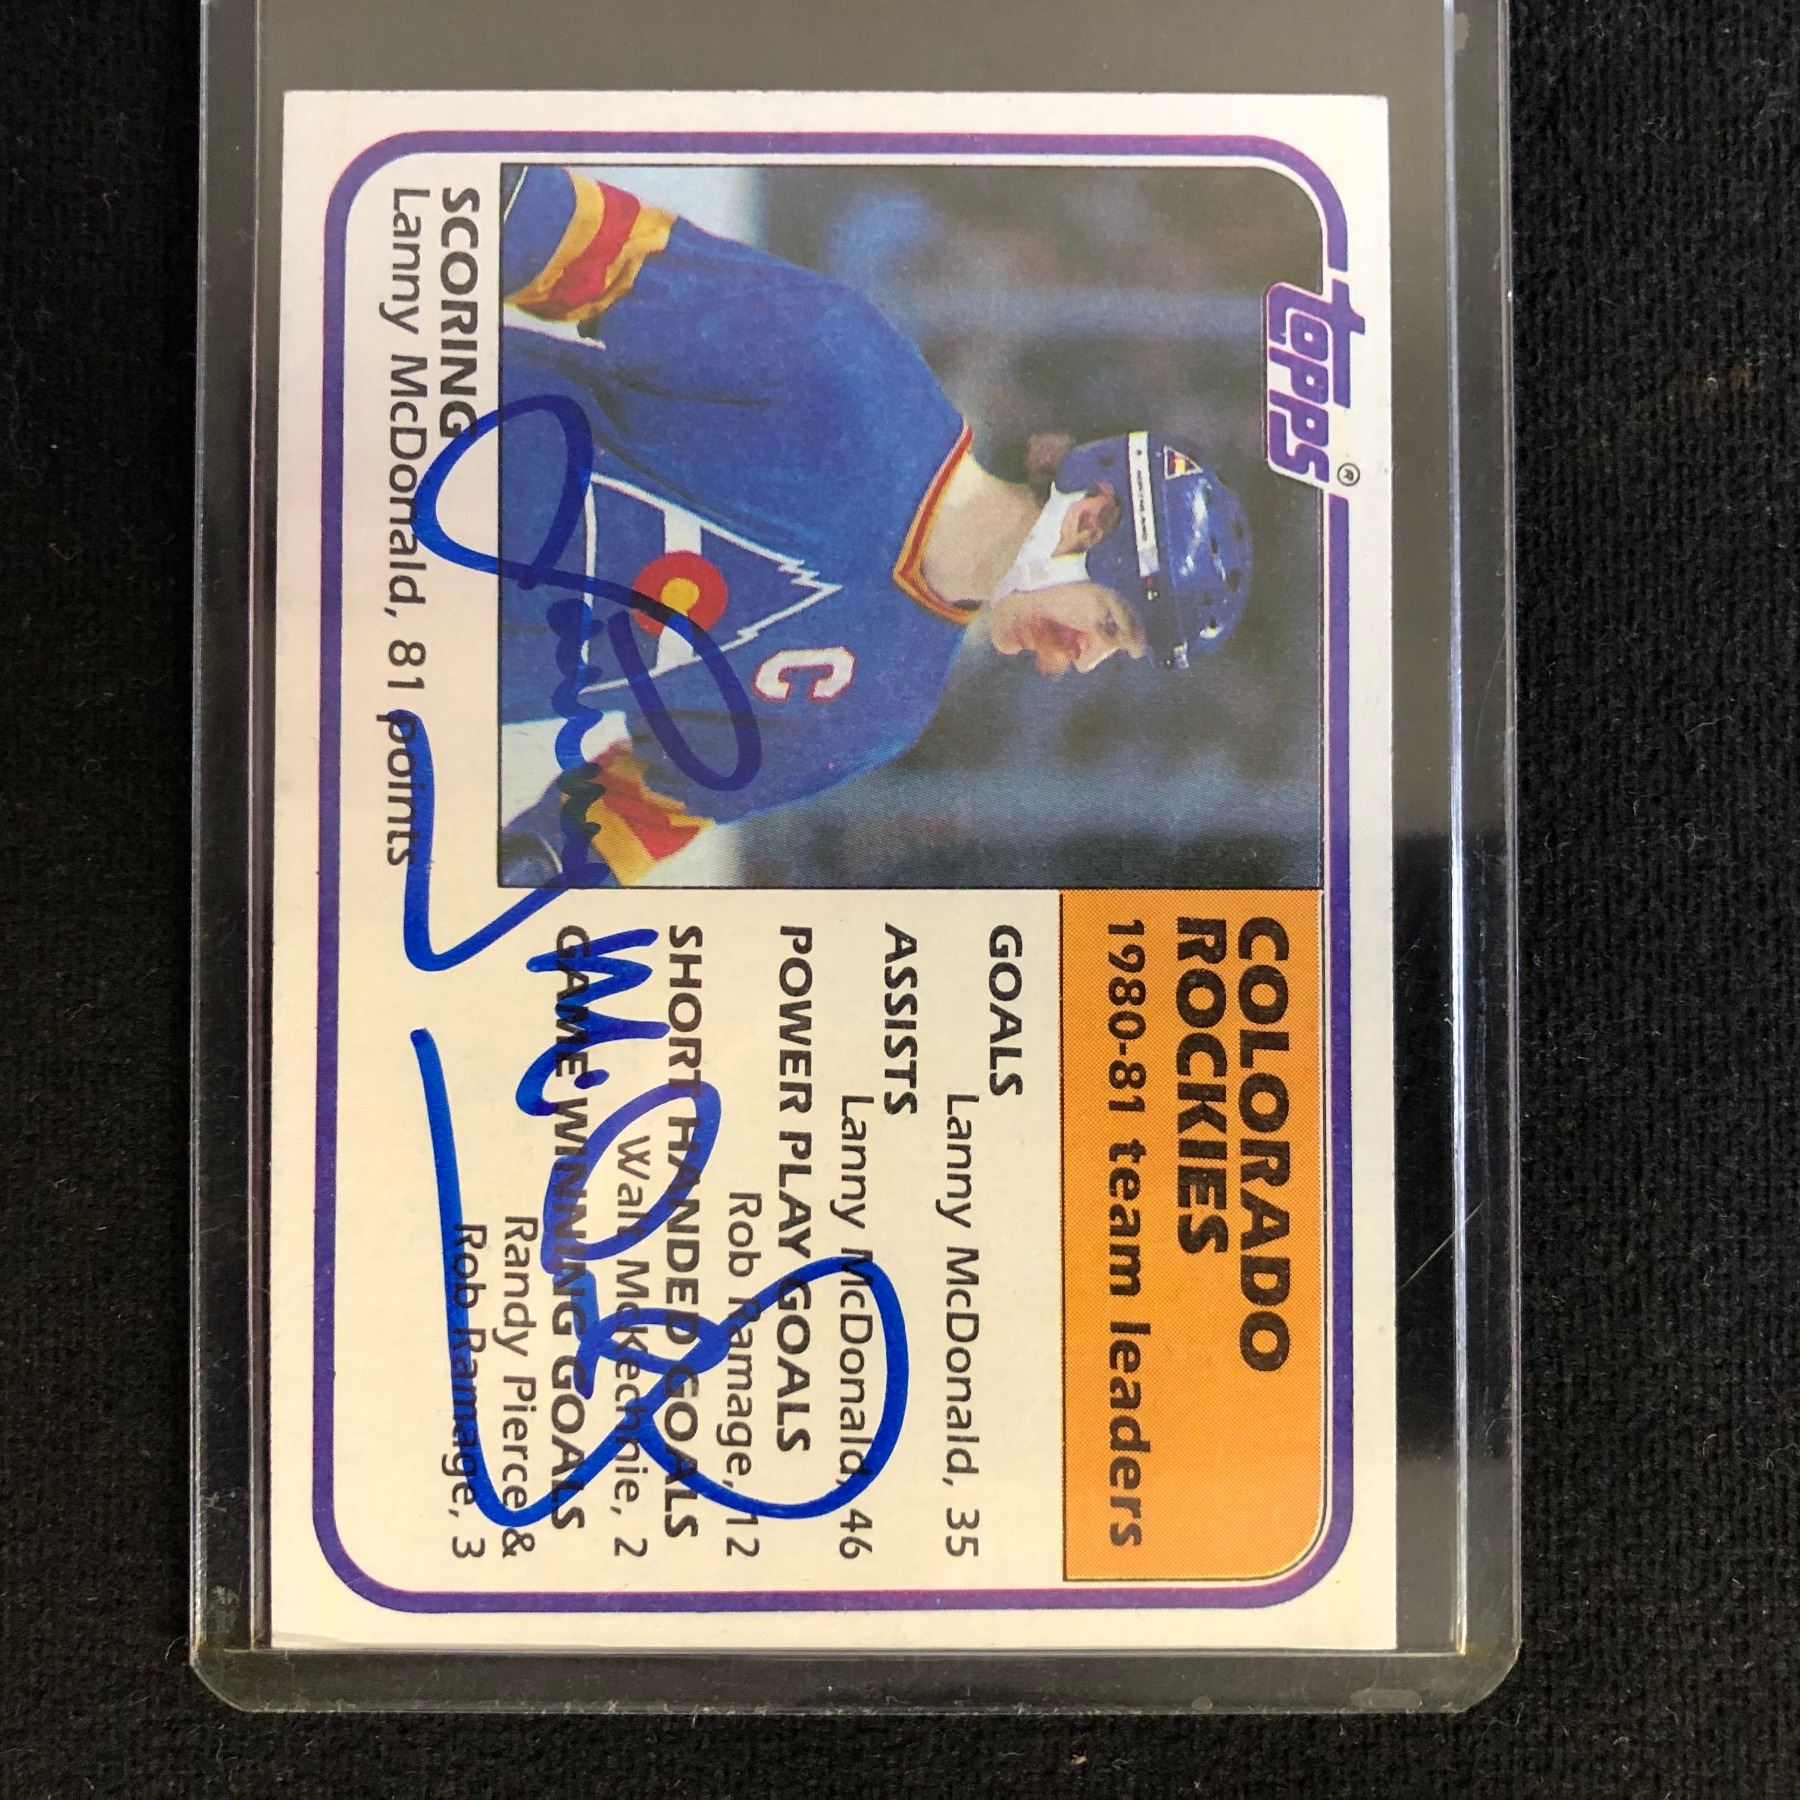 topps®
COLORADO
ROCKIES
1980-81 team leaders
GOALS
Lanny McDonald, 35
ASSISTS
Lanny McDonald, 46
POWER PLAY GOALS
Rob Ramage, 12
SHORT HANDED GOALS
Walt McKechnie, 2
GAME WINNING GOALS
Randy Pierce &
Rob Ramage, 3
C
SCORING
Lanny McDonald, 81 points